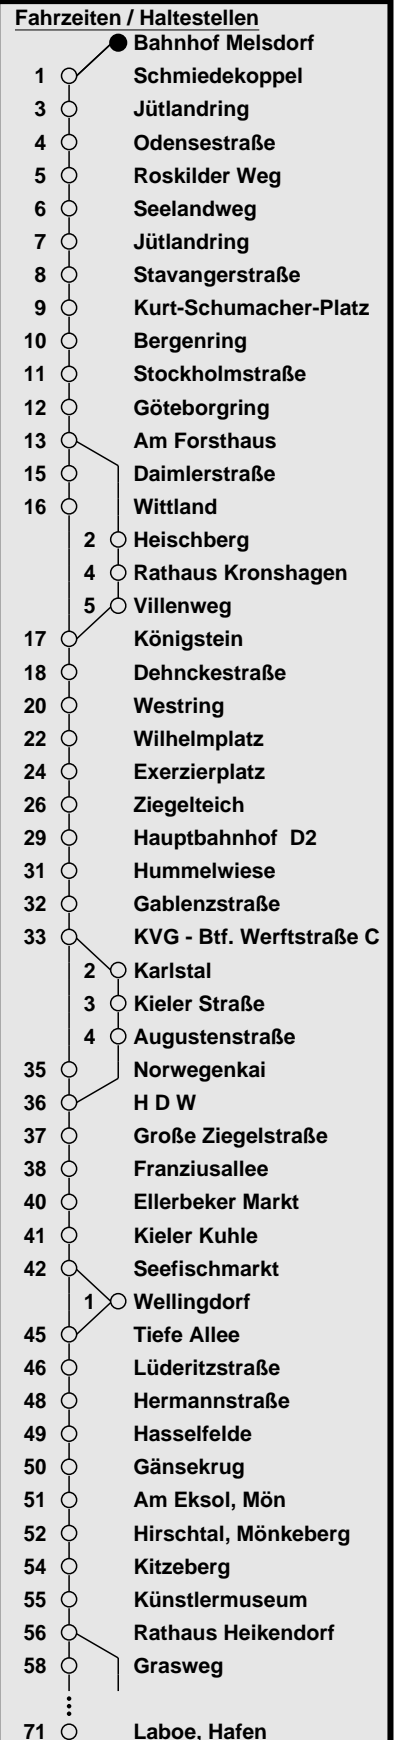 Fahrzeiten / Haltestellen
Bahnhof Melsdorf
1 Schmiedekoppel
3 Jütlandring
4 Odensestraße
5 Roskilder Weg
6 Seelandweg
7 Jütlandring
8 Stavangerstraße
9 Kurt-Schumacher-Platz
10 Bergenring
11 Stockholmstraße
12 Göteborgring
13 Am Forsthaus
15 Daimlerstraße
16 Wittland
2 Heischberg
4 Rathaus Kronshagen
5 Villenweg
17 Königstein
18 Dehnckestraße
20 Westring
22 Wilhelmplatz
24 Exerzierplatz
26 Ziegelteich
29 Hauptbahnhof D2
31 Hummelwiese
32 Gablenzstraße
33 KVG - Btf. Werftstraße C
2 Karlstal
3 Kieler Straße
4 Augustenstraße
35 Norwegenkai
36 H D W
37 Große Ziegelstraße
38 Franziusallee
40 Ellerbeker Markt
41 Kieler Kuhle
42 Seefischmarkt
1 Wellingdorf
45 Tiefe Allee
46 Lüderitzstraße
48 Hermannstraße
49 Hasselfelde
50 Gänsekrug
51 Am Eksol, Mön
52 Hirschtal, Mönkeberg
54 Kitzeberg
55 Künstlermuseum
56 Rathaus Heikendorf
58 Grasweg
71 Laboe, Hafen